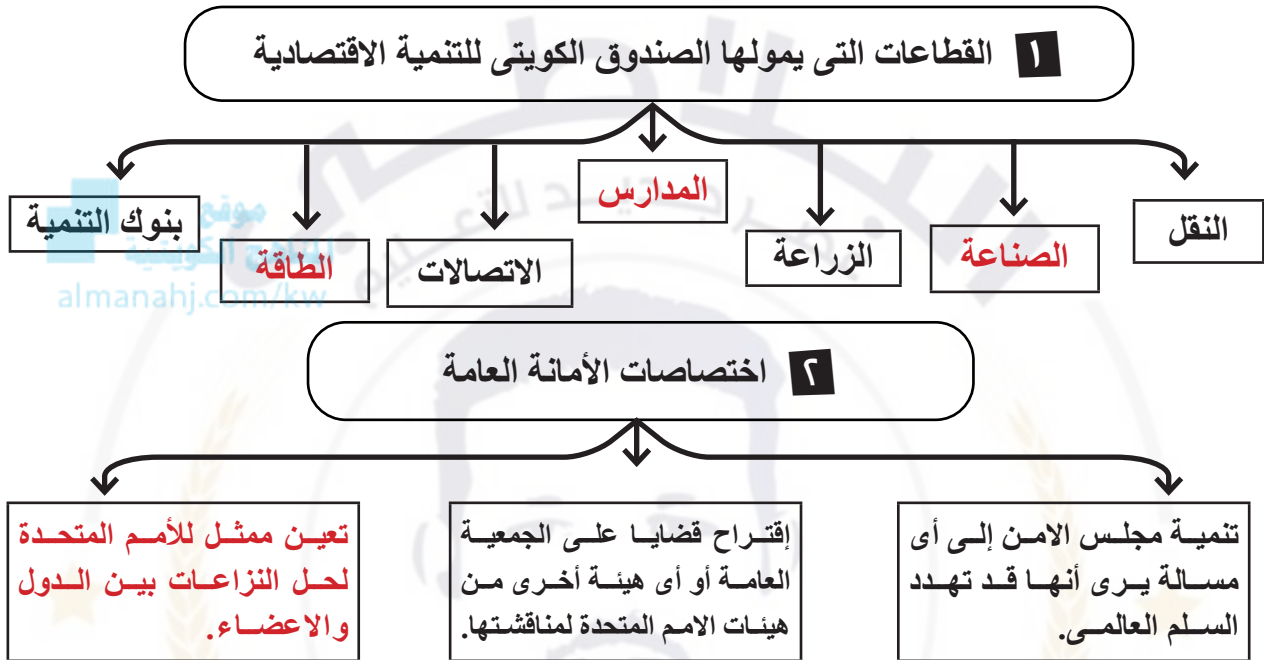 ١ القطاعات التى يمولها الصندوق الكويتى للتنمية الاقتصادية
النقل
الصناعة
الزراعة
المدارس
الاتصالات
الطاقة
بنوك التنمية
موقع
المناهج الكويتية
almanahj.com/kw
٢ اختصاصات الأمانة العامة
تنمية مجلس الامن إلى أى
مسالة يرى أنها قد تهدد
السلم العالمى.
إقتراح قضايا على الجمعية
العامة أو أى هيئة أخرى من
هيئات الامم المتحدة لمناقشتها.
تعين ممثل للأمم المتحدة
لحل النزاعات بين الدول
والاعضاء.